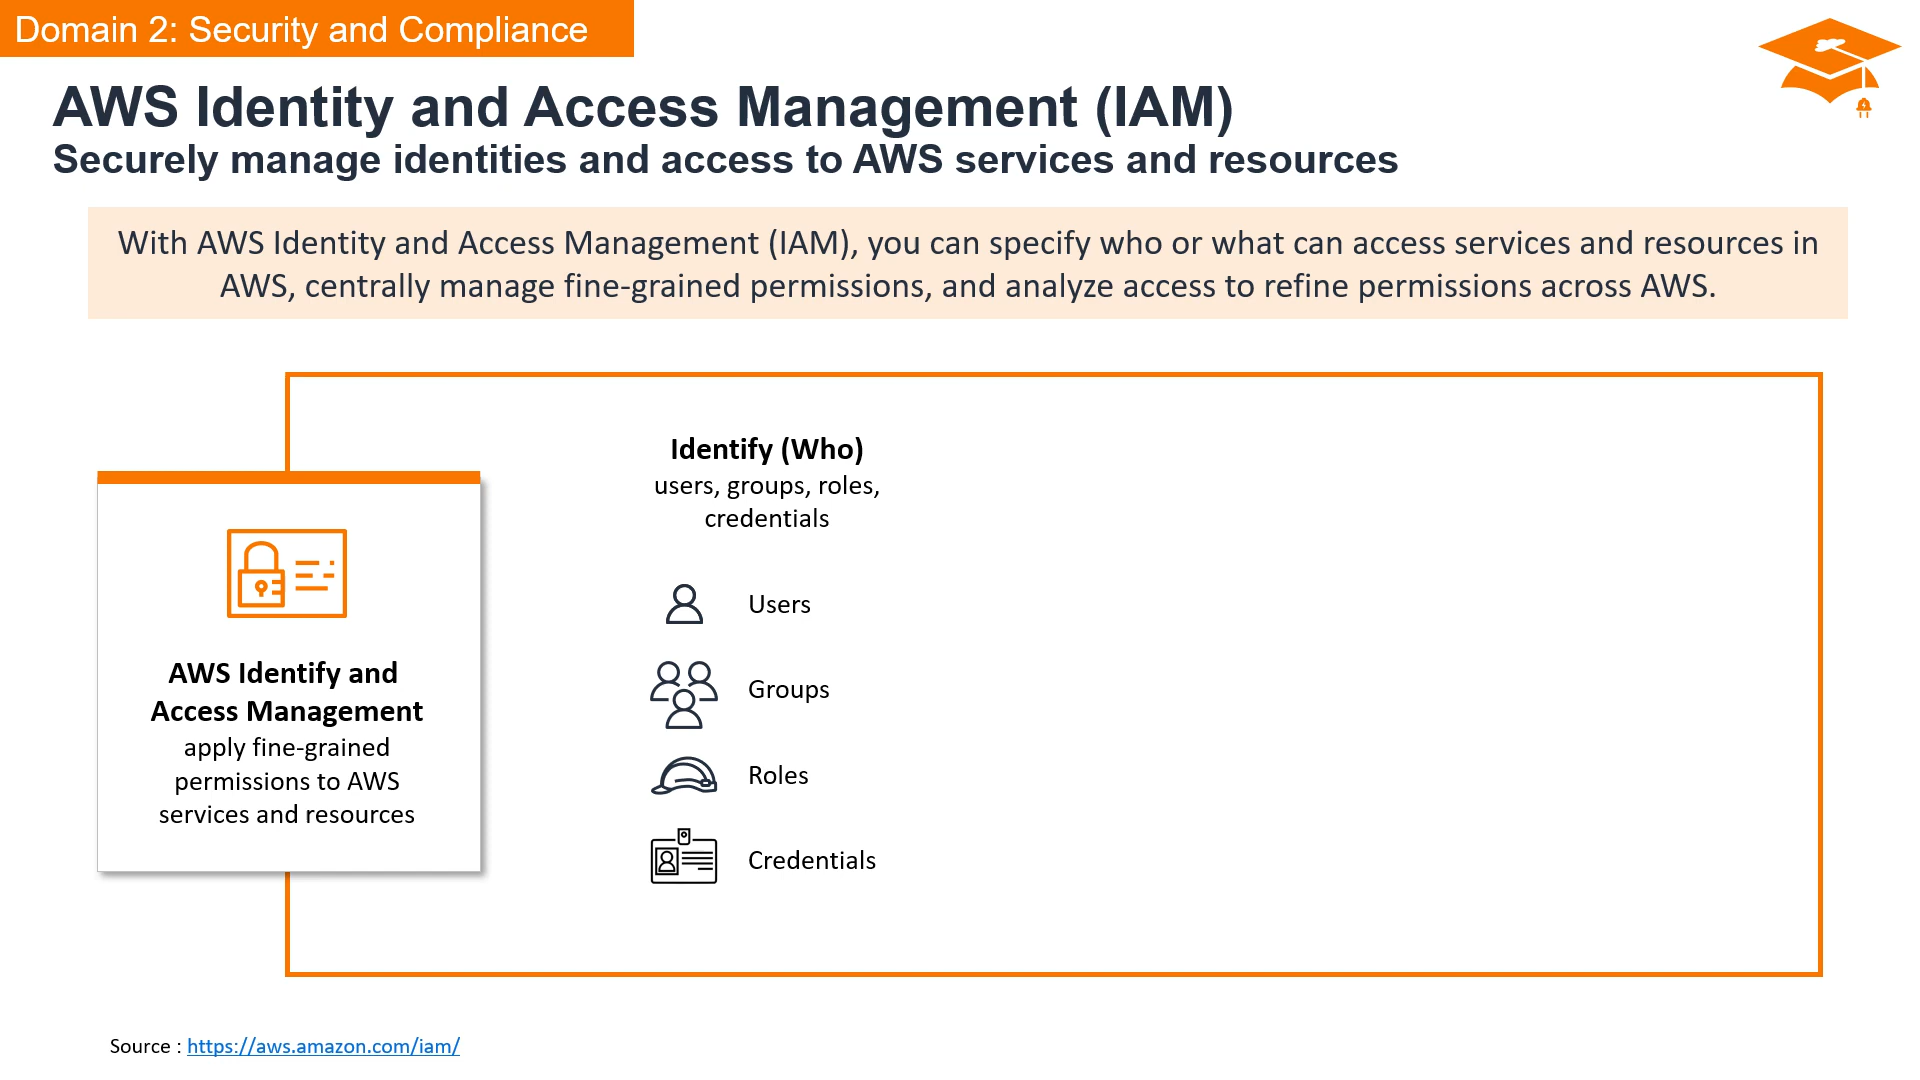 Domain 2: Security and Compliance
AWS Identity and Access Management (IAM)
Securely manage identities and access to AWS services and resources
With AWS Identity and Access Management (IAM), you can specify who or what can access services and resources in
AWS, centrally manage fine-grained permissions, and analyze access to refine permissions across AWS.
AWS Identify and
Access Management
apply fine-grained
permissions to AWS
services and resources
Identify (Who)
users, groups, roles,
credentials
Users
Groups
Roles
Credentials
Source : https://aws.amazon.com/iam/